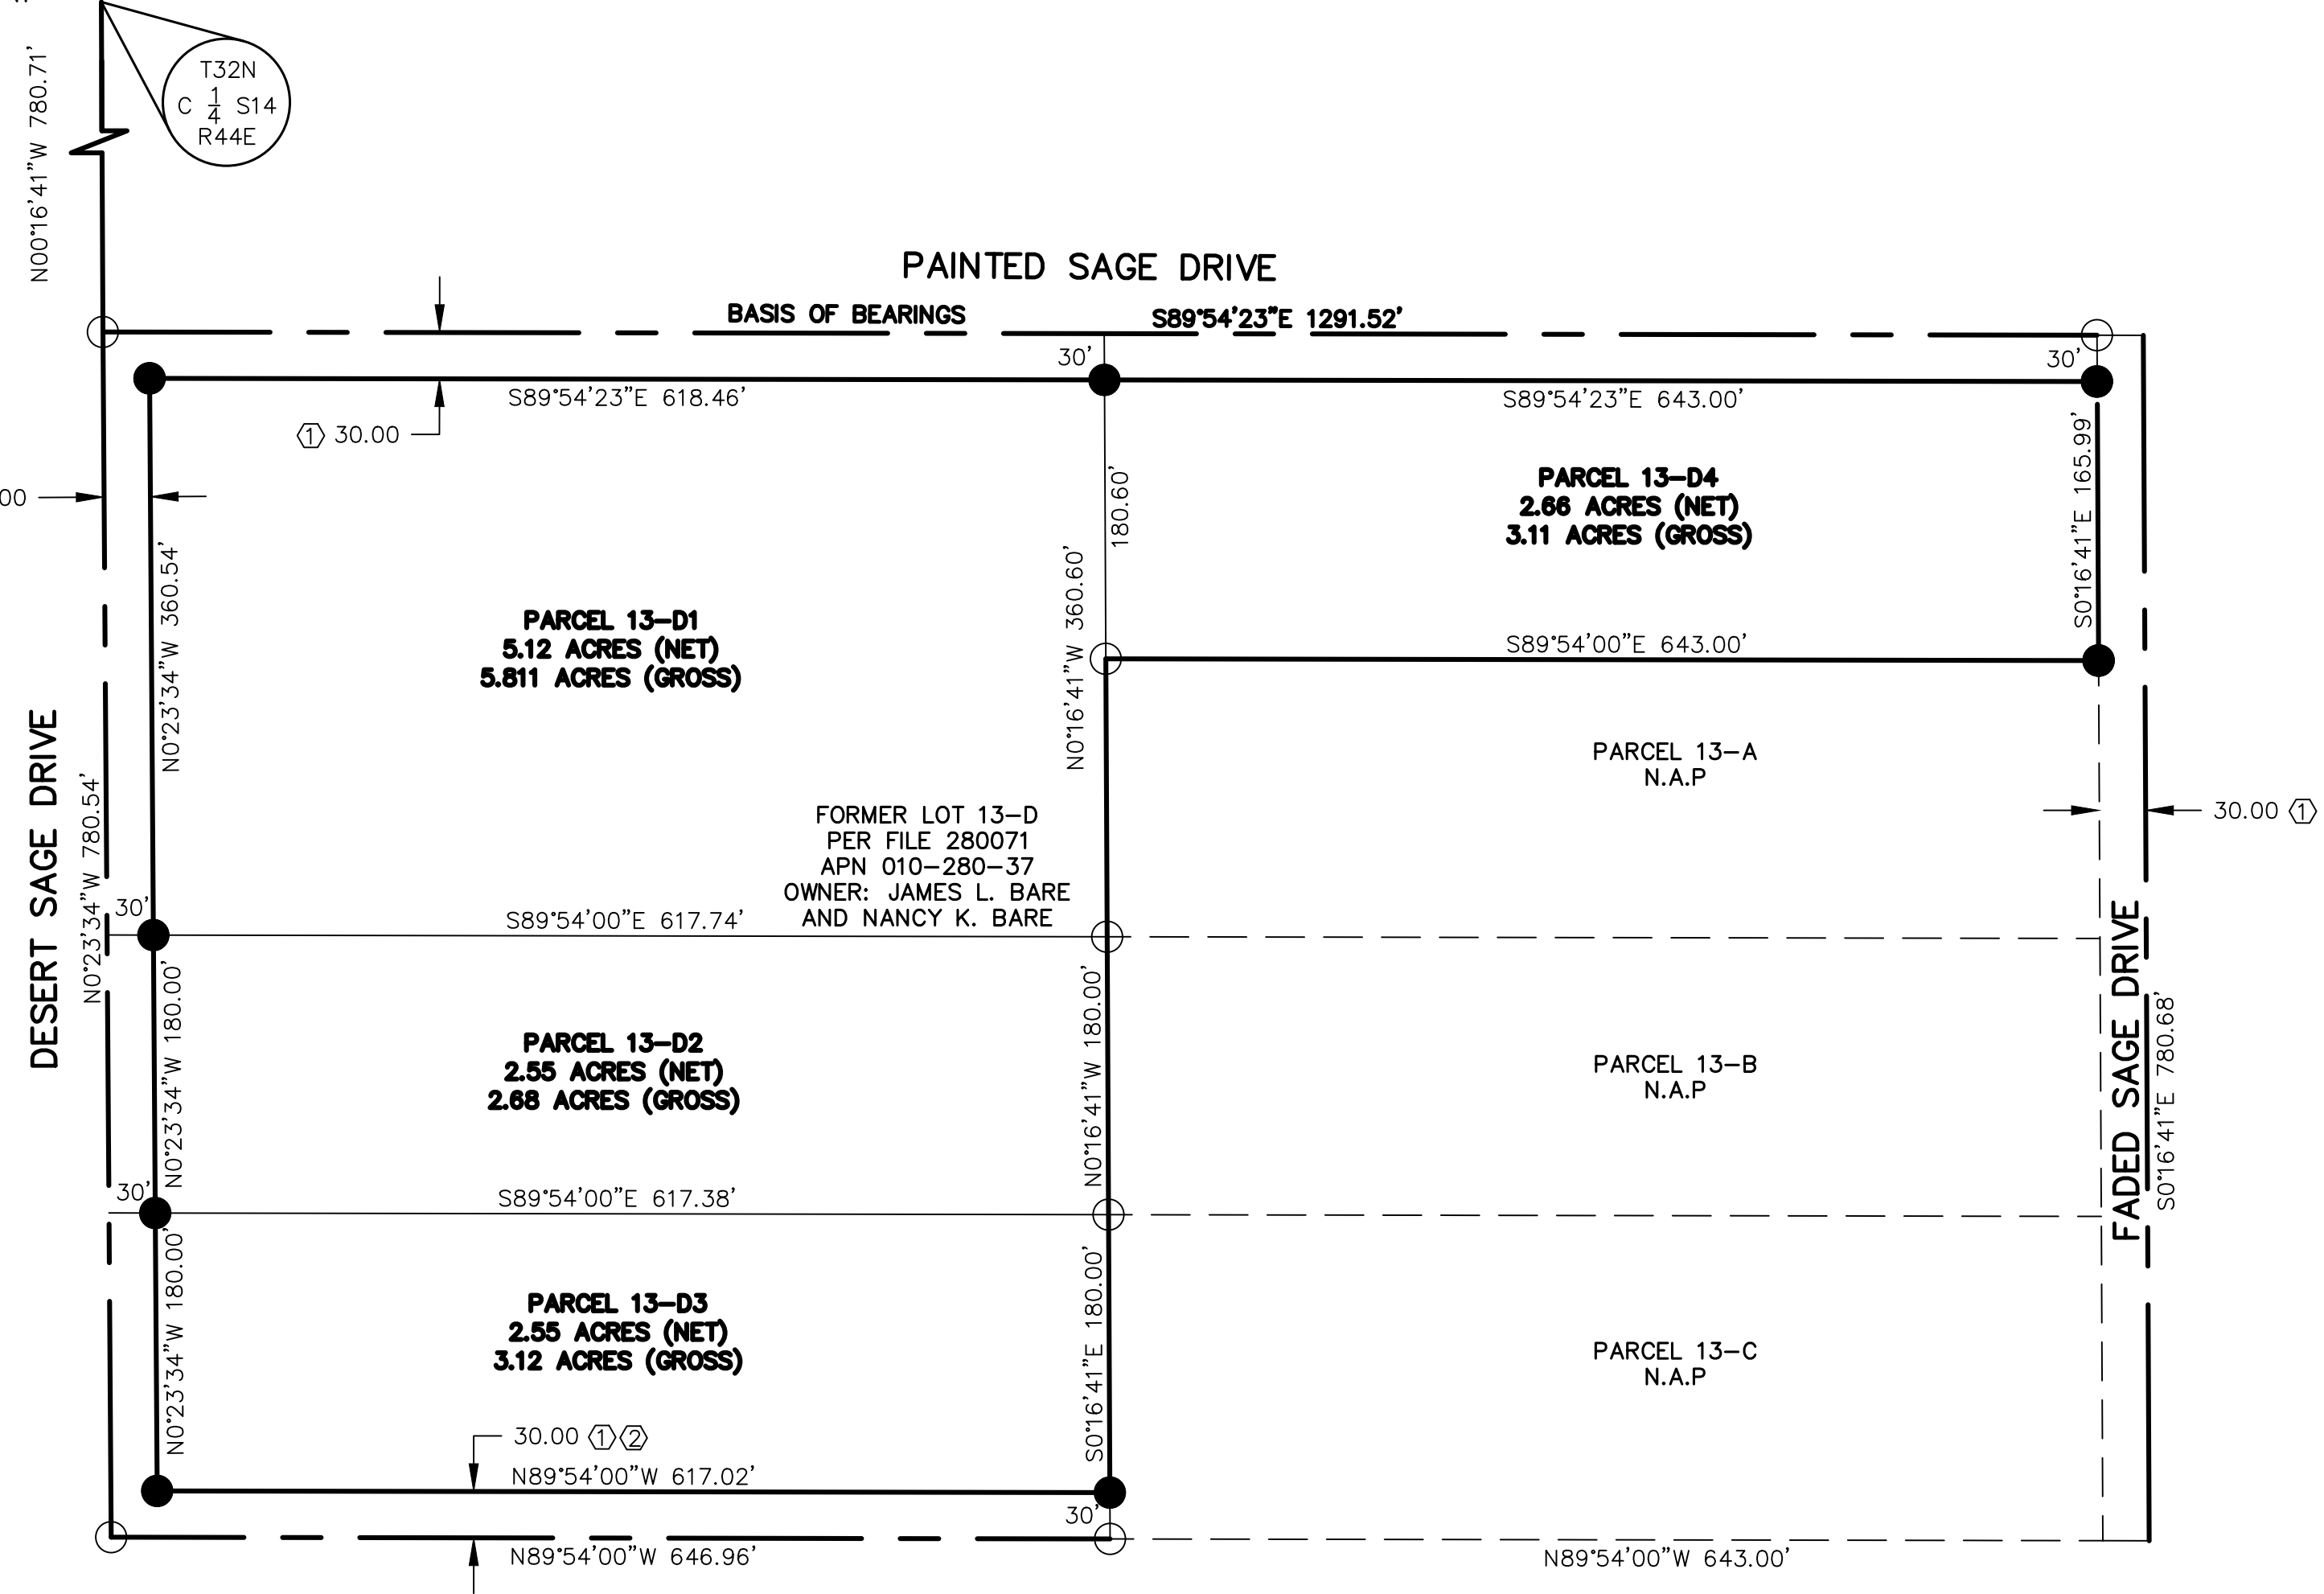 N00°16'41"W 780.71'
T32N
C 1/4 S14
R44E
PAINTED SAGE DRIVE
BASIS OF BEARINGS
S89°54'23"E 1291.52'
30'
30'
S89°54'23"E 618.46'
S89°54'23"E 643.00'
1 30.00
00
180.60'
S0°16'41"E 165.99'
PARCEL 13-D4
2.66 ACRES (NET)
3.11 ACRES (GROSS)
N0°23'34"W 360.54'
N0°16'41"W 360.60'
PARCEL 13-D1
5.12 ACRES (NET)
5.811 ACRES (GROSS)
S89°54'00"E 643.00'
PARCEL 13-A
N.A.P
DESERT SAGE DRIVE
N0°23'34"W 780.54'
FORMER LOT 13-D
PER FILE 280071
APN 010-280-37
OWNER: JAMES L. BARE
AND NANCY K. BARE
30.00 1
30'
S89°54'00"E 617.74'
N0°23'34"W 180.00'
N0°16'41"W 180.00'
PARCEL 13-D2
2.55 ACRES (NET)
2.68 ACRES (GROSS)
PARCEL 13-B
N.A.P
FADED SAGE DRIVE
S0°16'41"E 780.68'
30'
S89°54'00"E 617.38'
N0°23'34"W 180.00'
S0°16'41"E 180.00'
PARCEL 13-D3
2.55 ACRES (NET)
3.12 ACRES (GROSS)
PARCEL 13-C
N.A.P
30.00 1 2
N89°54'00"W 617.02'
30'
N89°54'00"W 646.96'
N89°54'00"W 643.00'